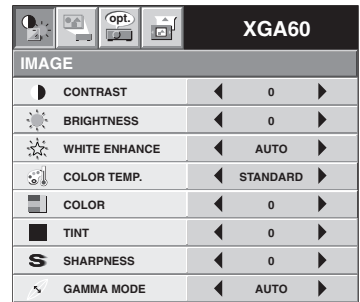 opt.
XGA60
IMAGE
CONTRAST 0
BRIGHTNESS 0
WHITE ENHANCE AUTO
COLOR TEMP. STANDARD
COLOR 0
TINT 0
S SHARPNESS 0
GAMMA MODE AUTO